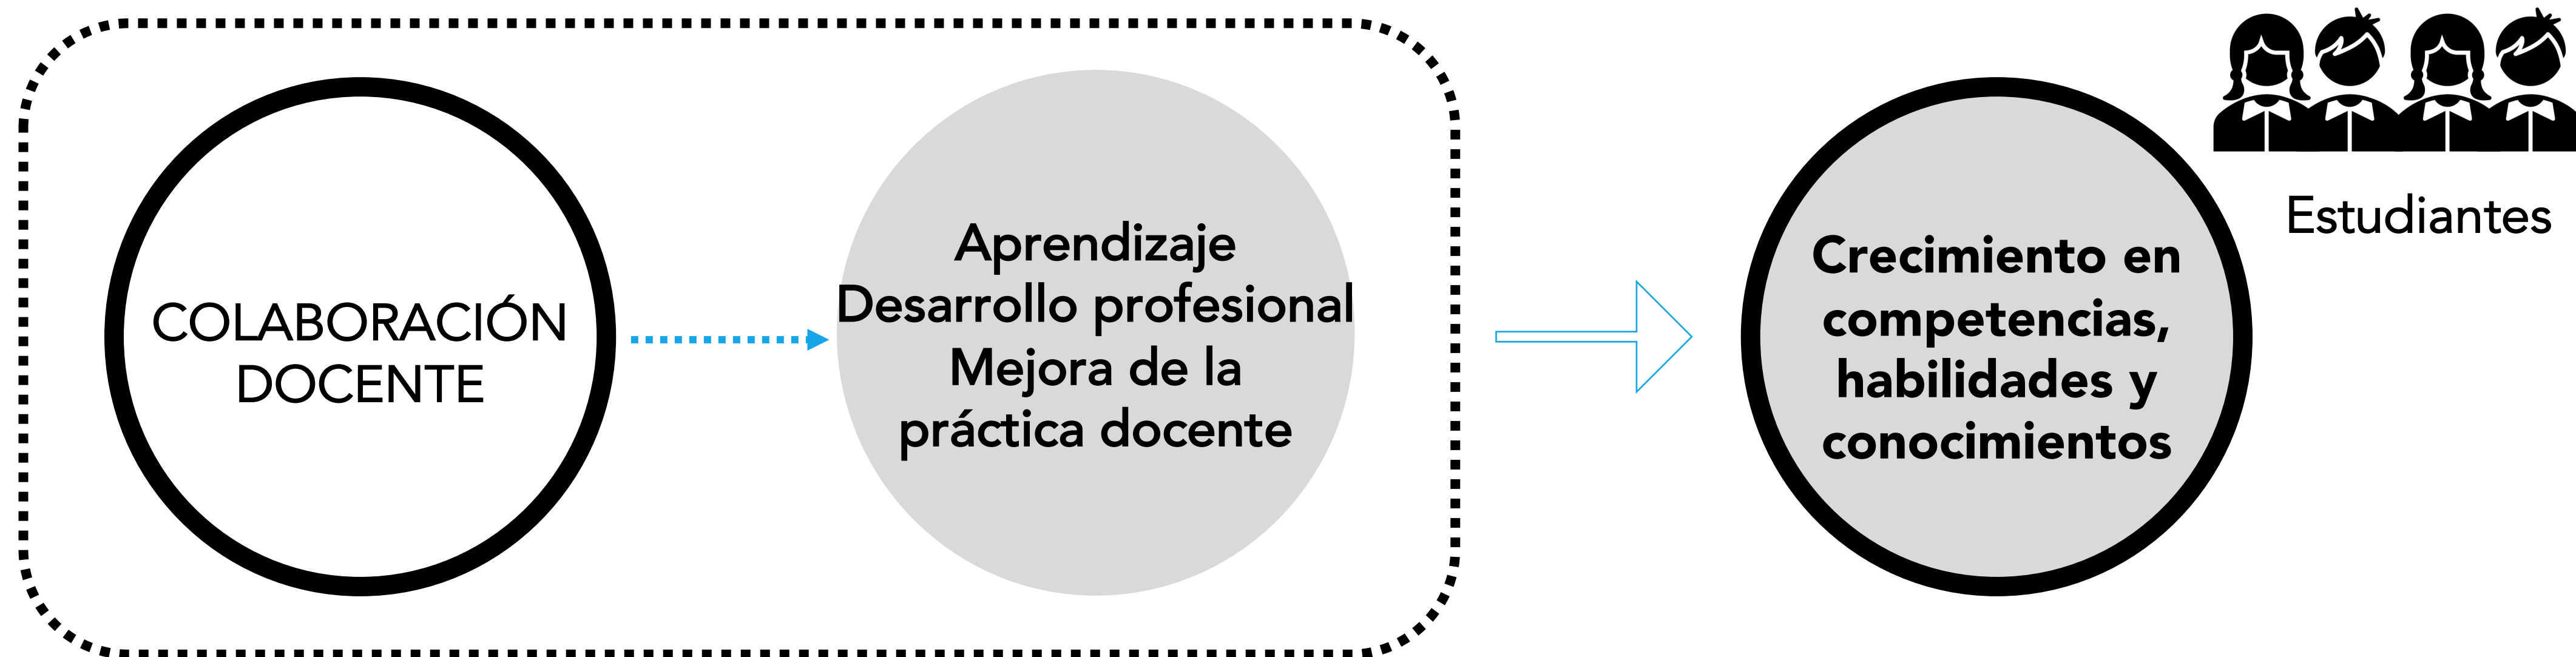 COLABORACIÓN
DOCENTE
Aprendizaje
Desarrollo profesional
Mejora de la
práctica docente
Crecimiento en
competencias,
habilidades y
conocimientos
Estudiantes